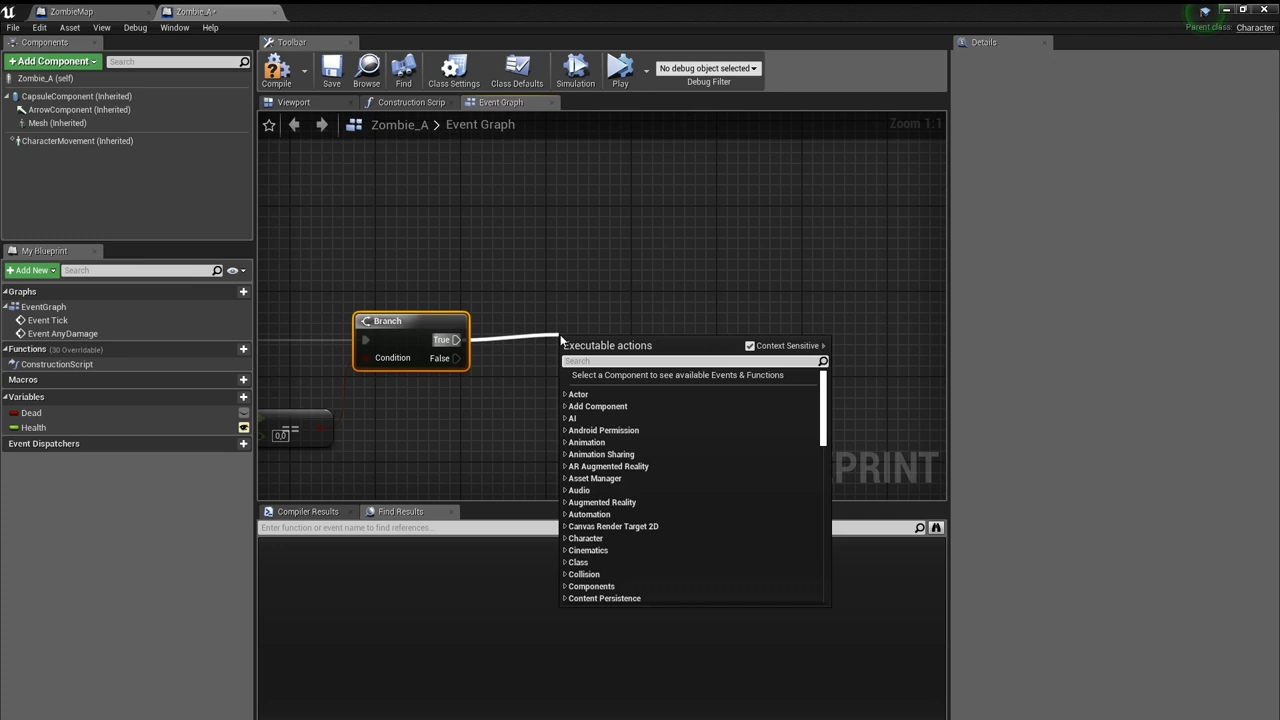 ZombieMap
Zombie_A*
File Edit Asset View Debug Window Help
Parent class: Character
Components
Toolbar
Details
+Add Component
Search
Compile
Save
Browse
Find
Class Settings
Class Defaults
Simulation
Play
No debug object selected
Debug Filter
Zombie_A (self)
CapsuleComponent (Inherited)
ArrowComponent (Inherited)
Mesh (Inherited)
CharacterMovement (Inherited)
Viewport
Construction Scrip
Event Graph
Zombie_A > Event Graph
Zoom 1:1
My Blueprint
+Add New
Search
Graphs
EventGraph
Event Tick
Event AnyDamage
Functions (30 Overridable)
ConstructionScript
Macros
Variables
Dead
Health
Event Dispatchers
Branch
True
Condition
False
0,0
==
Executable actions
Context Sensitive
Search
Select a Component to see available Events & Functions
Actor
Add Component
AI
Android Permission
Animation
Animation Sharing
AR Augmented Reality
Asset Manager
Audio
Augmented Reality
Automation
Canvas Render Target 2D
Character
Cinematics
Class
Collision
Components
Content Persistence
PRINT
Compiler Results
Find Results
Enter function or event name to find references...